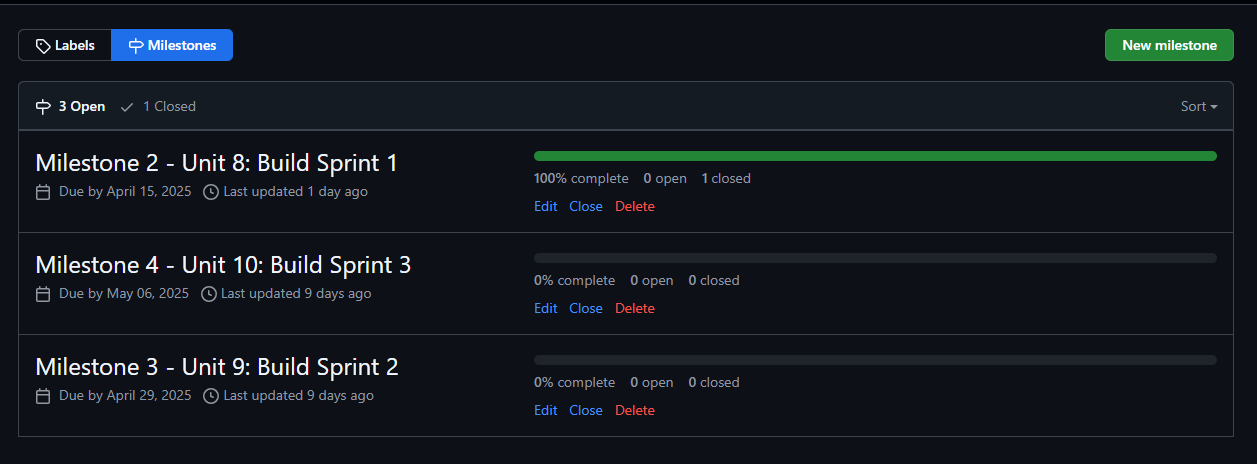 Labels Milestones New milestone
3 Open 1 Closed Sort
Milestone 2 - Unit 8: Build Sprint 1
Due by April 15, 2025 Last updated 1 day ago
100% complete 0 open 1 closed
Edit Close Delete
Milestone 4 - Unit 10: Build Sprint 3
Due by May 06, 2025 Last updated 9 days ago
0% complete 0 open 0 closed
Edit Close Delete
Milestone 3 - Unit 9: Build Sprint 2
Due by April 29, 2025 Last updated 9 days ago
0% complete 0 open 0 closed
Edit Close Delete